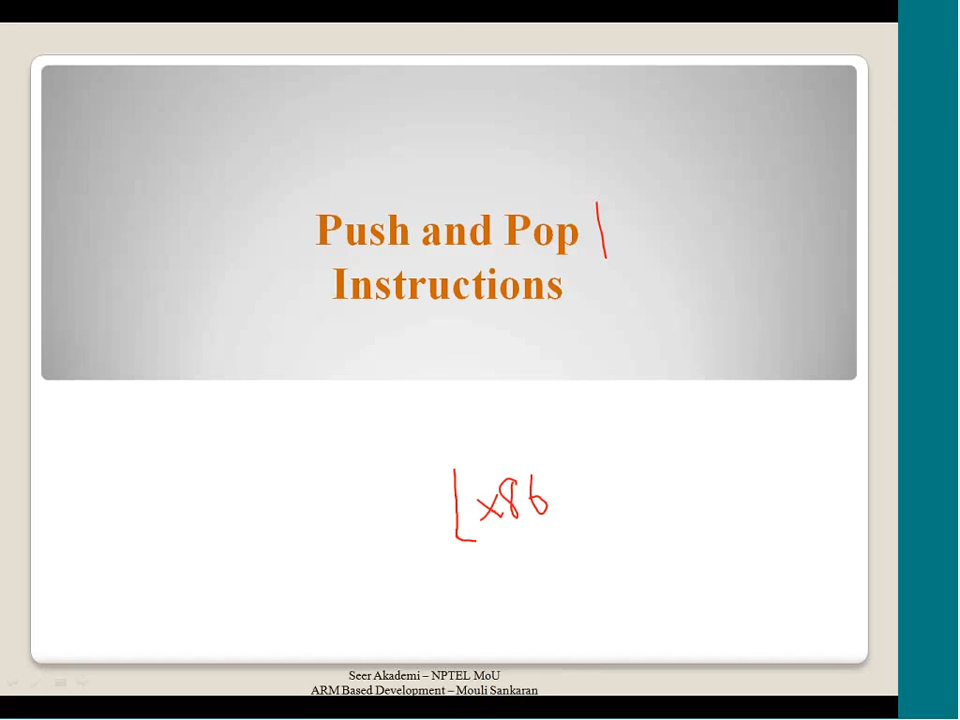 Push and Pop
Instructions
x86
Seer Akademi – NPTEL MoU
ARM Based Development – Mouli Sankaran